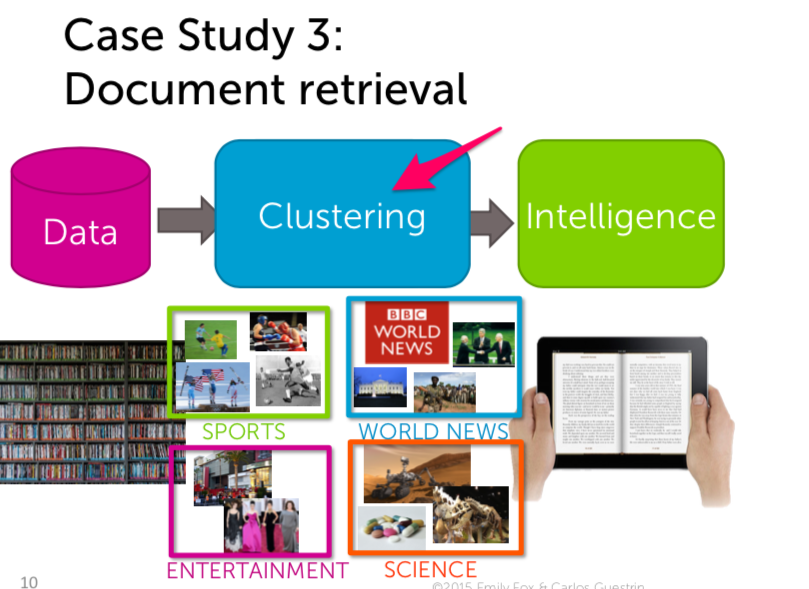 Case Study 3:
Document retrieval
Data
Clustering
Intelligence
BBC
WORLD
NEWS
SPORTS
WORLD NEWS
ENTERTAINMENT
SCIENCE
10
©2015 Emily Fox & Carlos Guestrin